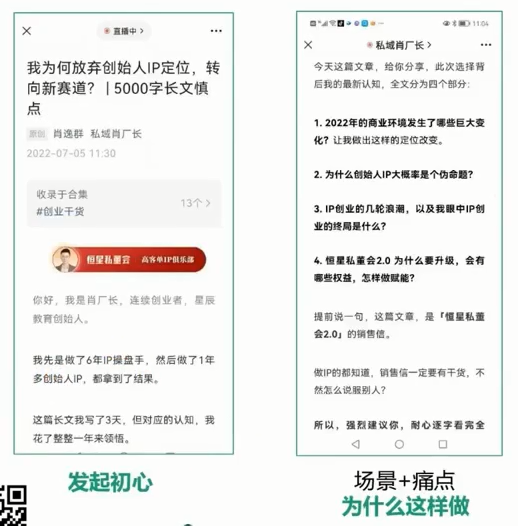 直播中
我为何放弃创始人IP定位，转
向新赛道？ | 5000字长文慎
点
原创 肖逸群 私域肖厂长
2022-07-05 11:30
收录于合集
#创业干货
13个
恒星私董会 高客单IP俱乐部
你好，我是肖厂长，连续创业者，星辰
教育创始人。
我先是做了6年IP操盘手，然后做了1年
多创始人IP，都拿到了结果。
这篇长文我写了3天，但对应的认知，我
花了整整一年来领悟。
发起初心
11:04
私域肖厂长
今天这篇文章，给你分享，此次选择背
后我的最新认知，全文分为四个部分：
1. 2022年的商业环境发生了哪些巨大变
化？让我做出这样的定位改变。
2. 为什么创始人IP大概率是个伪命题？
3. IP创业的几轮浪潮，以及我眼中IP创
业的终局是什么？
4. 恒星私董会2.0 为什么要升级，会有
哪些权益，怎样做赋能？
提前说一句，这篇文章，是「恒星私董
会2.0」的销售信。
做IP的都知道，销售信一定要有干货，不
然怎么说服别人？
所以，强烈建议你，耐心逐字看完全
场景+痛点
为什么这样做